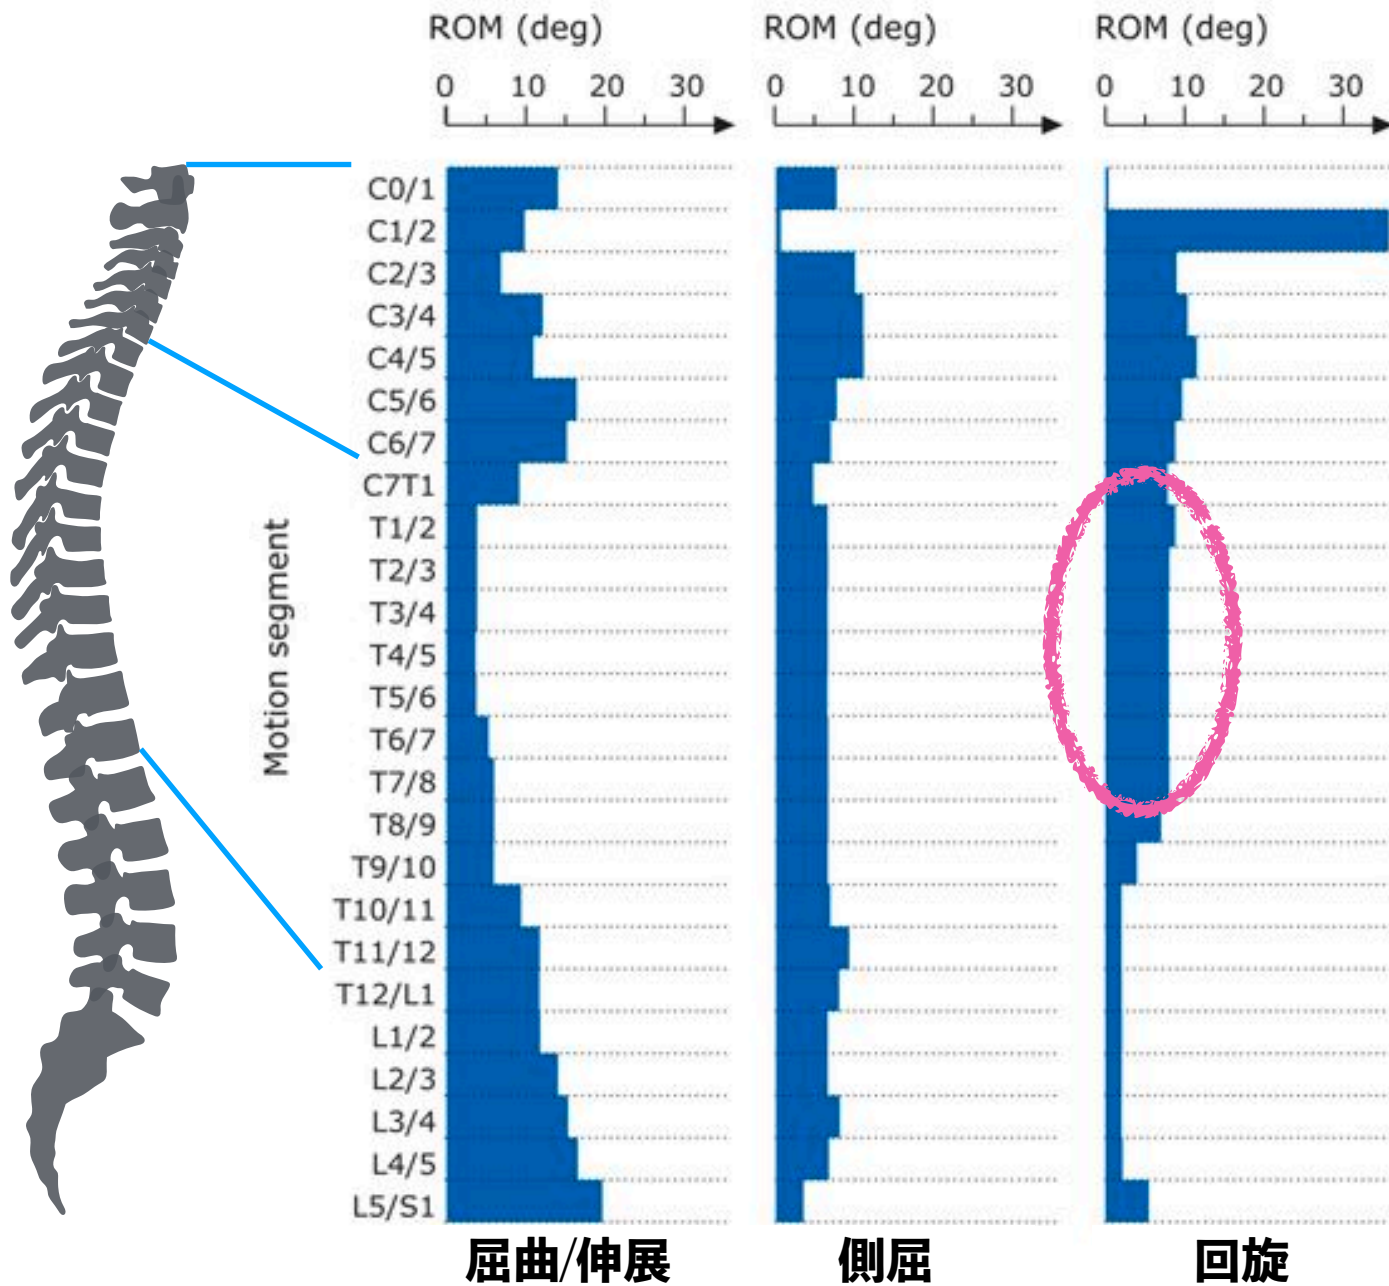 ROM (deg) ROM (deg) ROM (deg)
0 10 20 30 0 10 20 30 0 10 20 30
Motion segment
C0/1
C1/2
C2/3
C3/4
C4/5
C5/6
C6/7
C7T1
T1/2
T2/3
T3/4
T4/5
T5/6
T6/7
T7/8
T8/9
T9/10
T10/11
T11/12
T12/L1
L1/2
L2/3
L3/4
L4/5
L5/S1
屈曲/伸展 側屈 回旋